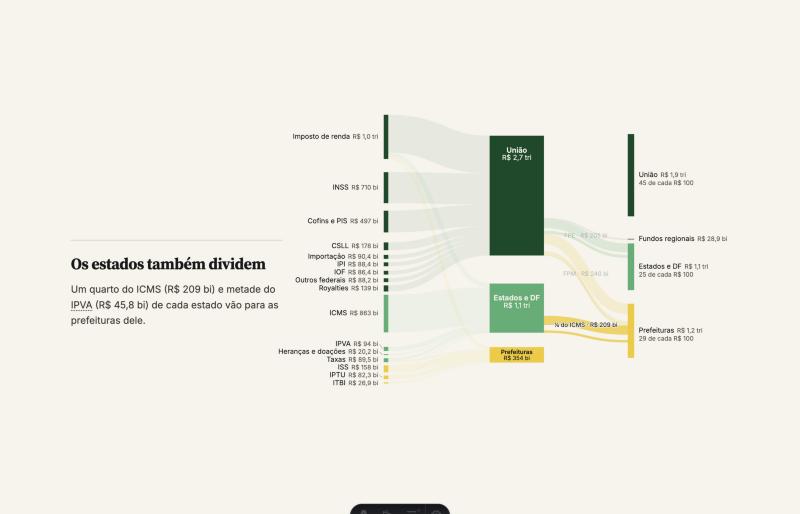 Os estados também dividem
Um quarto do ICMS (R$ 209 bi) e metade do
IPVA (R$ 45,8 bi) de cada estado vão para as
prefeituras dele.
Imposto de renda R$ 1,0 tri
INSS R$ 710 bi
Cofins e PIS R$ 497 bi
CSLL R$ 176 bi
Importação R$ 90,4 bi
IPI R$ 88,4 bi
IOF R$ 86,4 bi
Outros federais R$ 88,2 bi
Royalties R$ 139 bi
ICMS R$ 863 bi
IPVA R$ 94 bi
Heranças e doações R$ 20,2 bi
Taxas R$ 89,5 bi
ISS R$ 158 bi
IPTU R$ 82,3 bi
ITBI R$ 26,9 bi
União
R$ 2,7 tri
Estados e DF
R$ 1,1 tri
Prefeituras
R$ 354 bi
FPE · R$ 205 bi
FPM · R$ 240 bi
¼ do ICMS · R$ 209 bi
União R$ 1,9 tri
45 de cada R$ 100
Fundos regionais R$ 28,9 bi
Estados e DF R$ 1,1 tri
25 de cada R$ 100
Prefeituras R$ 1,2 tri
29 de cada R$ 100